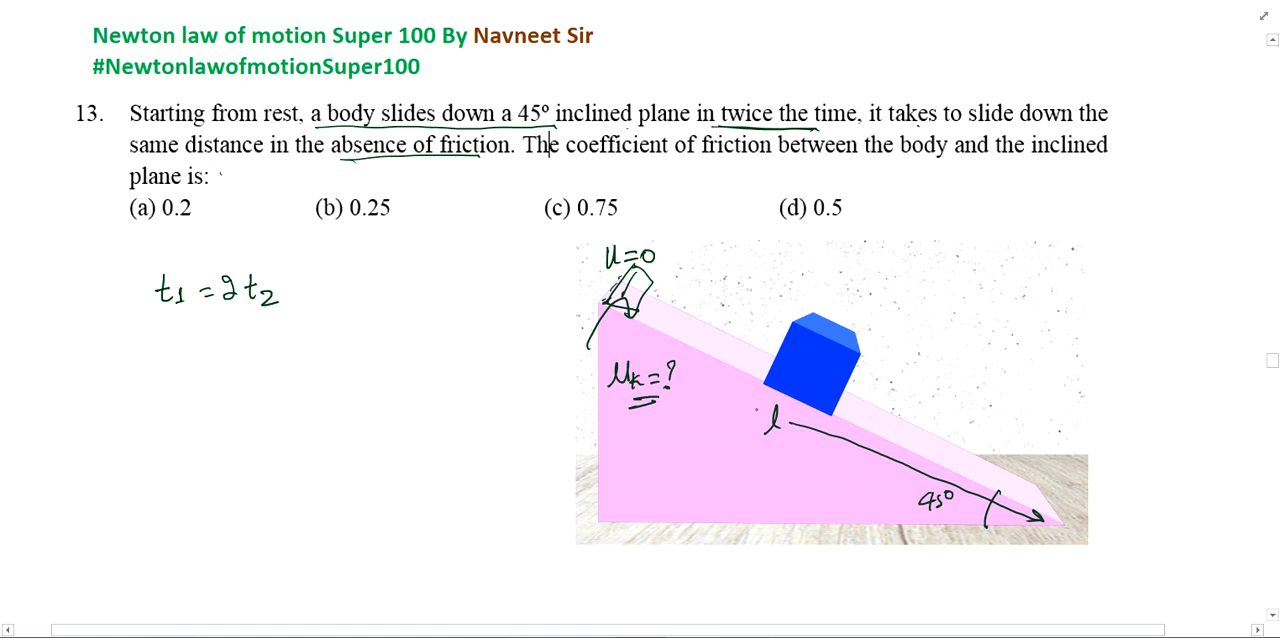 Newton law of motion Super 100 By Navneet Sir
#NewtonlawofmotionSuper100
13. Starting from rest, a body slides down a 45º inclined plane in twice the time, it takes to slide down the
same distance in the absence of friction. The coefficient of friction between the body and the inclined
plane is:
(a) 0.2 (b) 0.25 (c) 0.75 (d) 0.5
u=0
t₁ = 2t₂
μₖ=?
l
45º